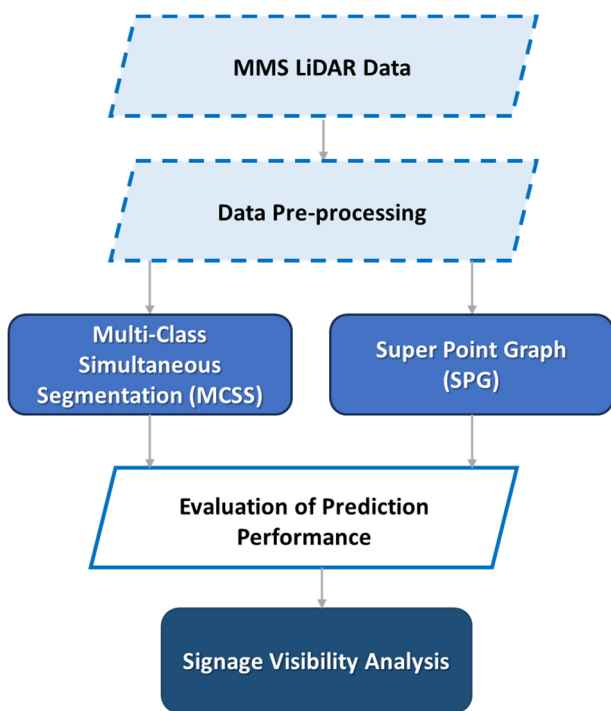 MMS LiDAR Data
Data Pre-processing
Multi-Class
Simultaneous
Segmentation (MCSS)
Super Point Graph
(SPG)
Evaluation of Prediction
Performance
Signage Visibility Analysis